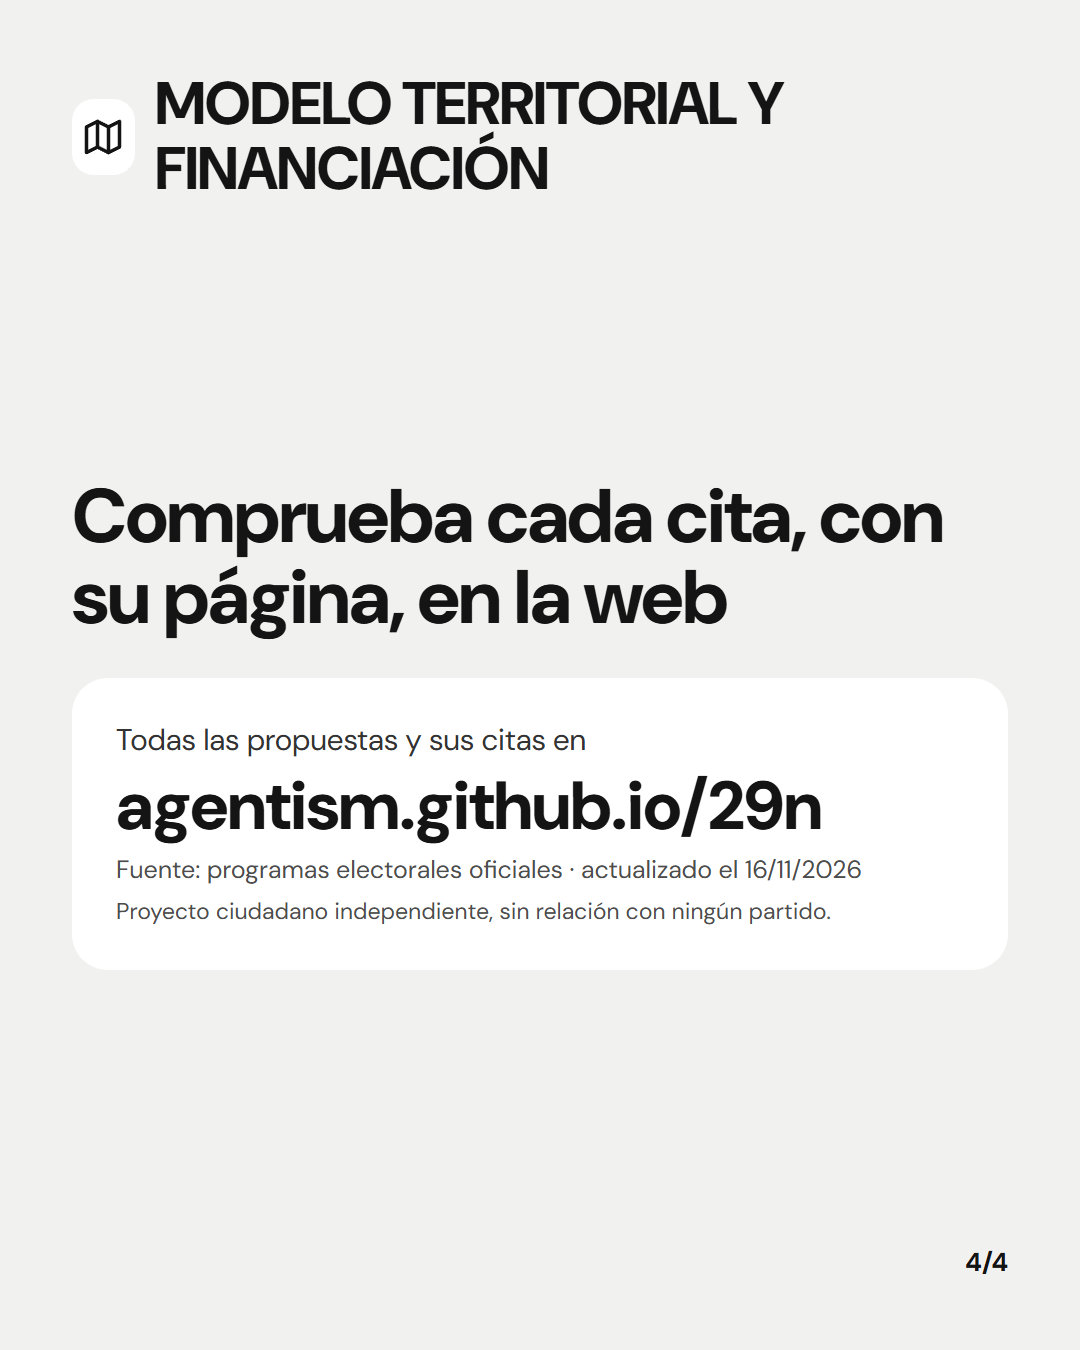 MODELO TERRITORIAL Y
FINANCIACIÓN
Comprueba cada cita, con
su página, en la web
Todas las propuestas y sus citas en
agentism.github.io/29n
Fuente: programas electorales oficiales · actualizado el 16/11/2026
Proyecto ciudadano independiente, sin relación con ningún partido.
4/4